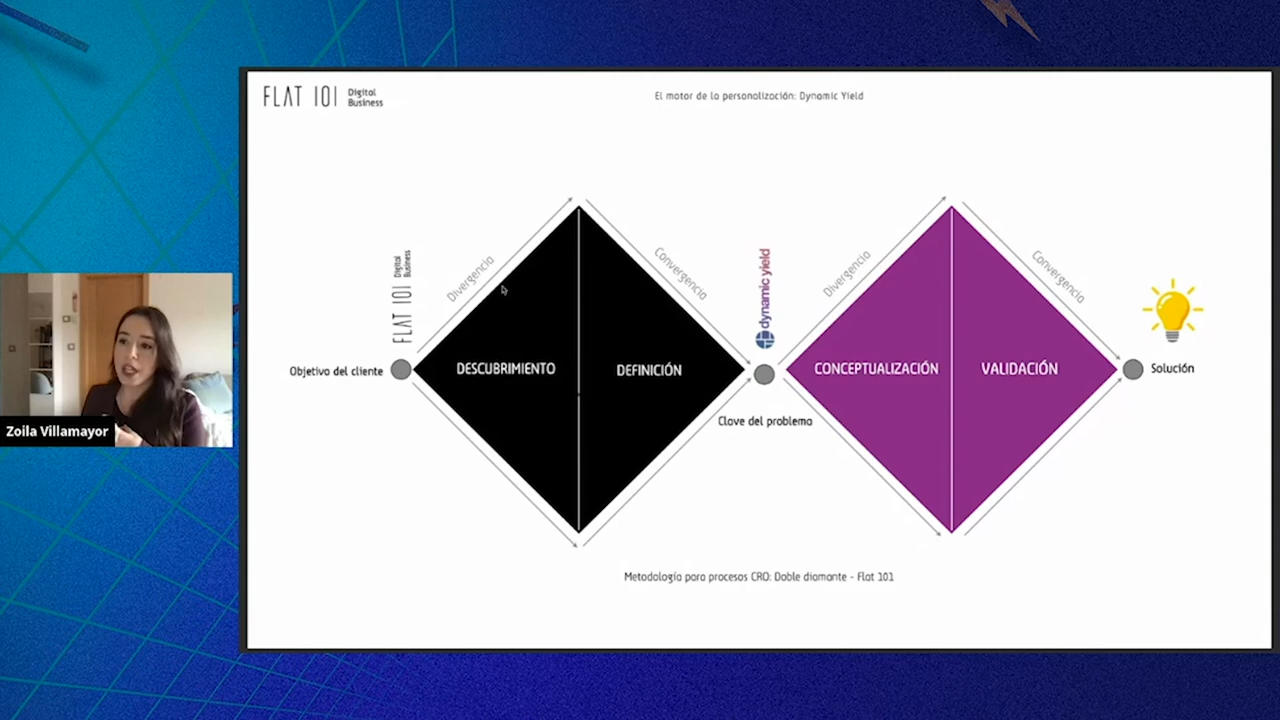 FLAT 101
Digital
Business
El motor de la personalización: Dynamic Yield
FLAT 101
Digital
Business
Divergencia
Convergencia
dynamic yield
Divergencia
Convergencia
Objetivo del cliente
DESCUBRIMIENTO
DEFINICIÓN
CONCEPTUALIZACIÓN
VALIDACIÓN
Solución
Clave del problema
Zoila Villamayor
Metodología para procesos CRO: Doble diamante - Flat 101